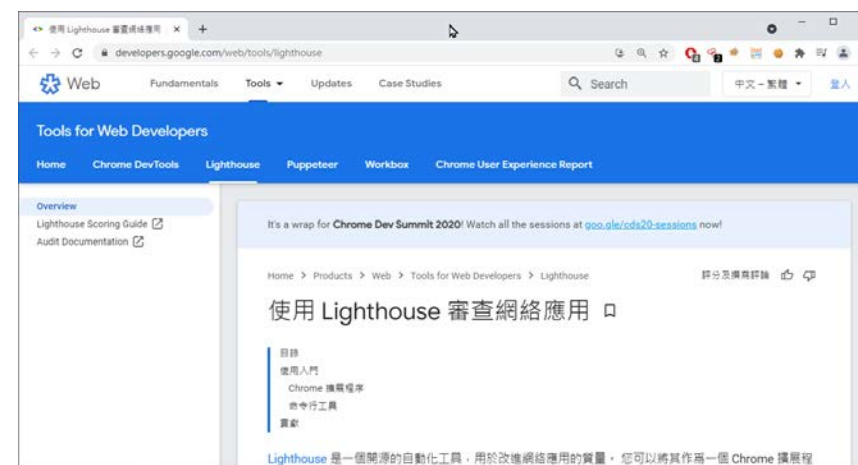 使用 Lighthouse 審查網絡應用
developers.google.com/web/tools/lighthouse
Web
Fundamentals
Tools
Updates
Case Studies
Search
中文 – 繁體
登入
Tools for Web Developers
Home
Chrome DevTools
Lighthouse
Puppeteer
Workbox
Chrome User Experience Report
Overview
Lighthouse Scoring Guide
Audit Documentation
It's a wrap for Chrome Dev Summit 2020! Watch all the sessions at goo.gle/cds20-sessions now!
Home > Products > Web > Tools for Web Developers > Lighthouse
評分及撰寫評論
使用 Lighthouse 審查網絡應用
目錄
使用入門
Chrome 擴展程序
命令行工具
貢獻
Lighthouse 是一個開源的自動化工具，用於改進網絡應用的質量。 您可以將其作為一個 Chrome 擴展程